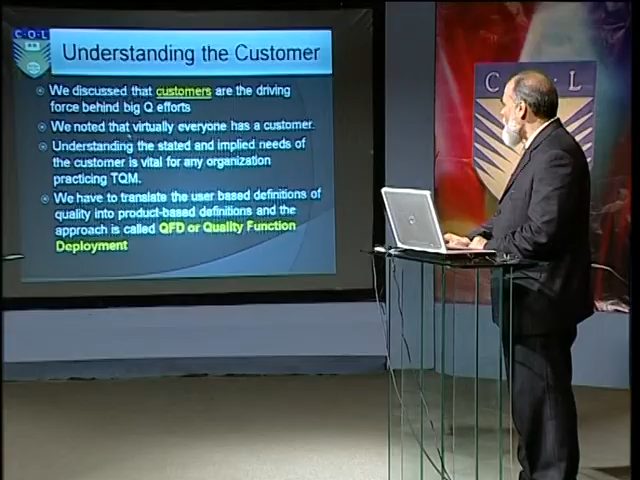 C.O.L
Understanding the Customer
We discussed that customers are the driving
force behind big Q efforts
We noted that virtually everyone has a customer.
Understanding the stated and implied needs of
the customer is vital for any organization
practicing TQM.
We have to translate the user based definitions of
quality into product-based definitions and the
approach is called QFD or Quality Function
Deployment
C O L